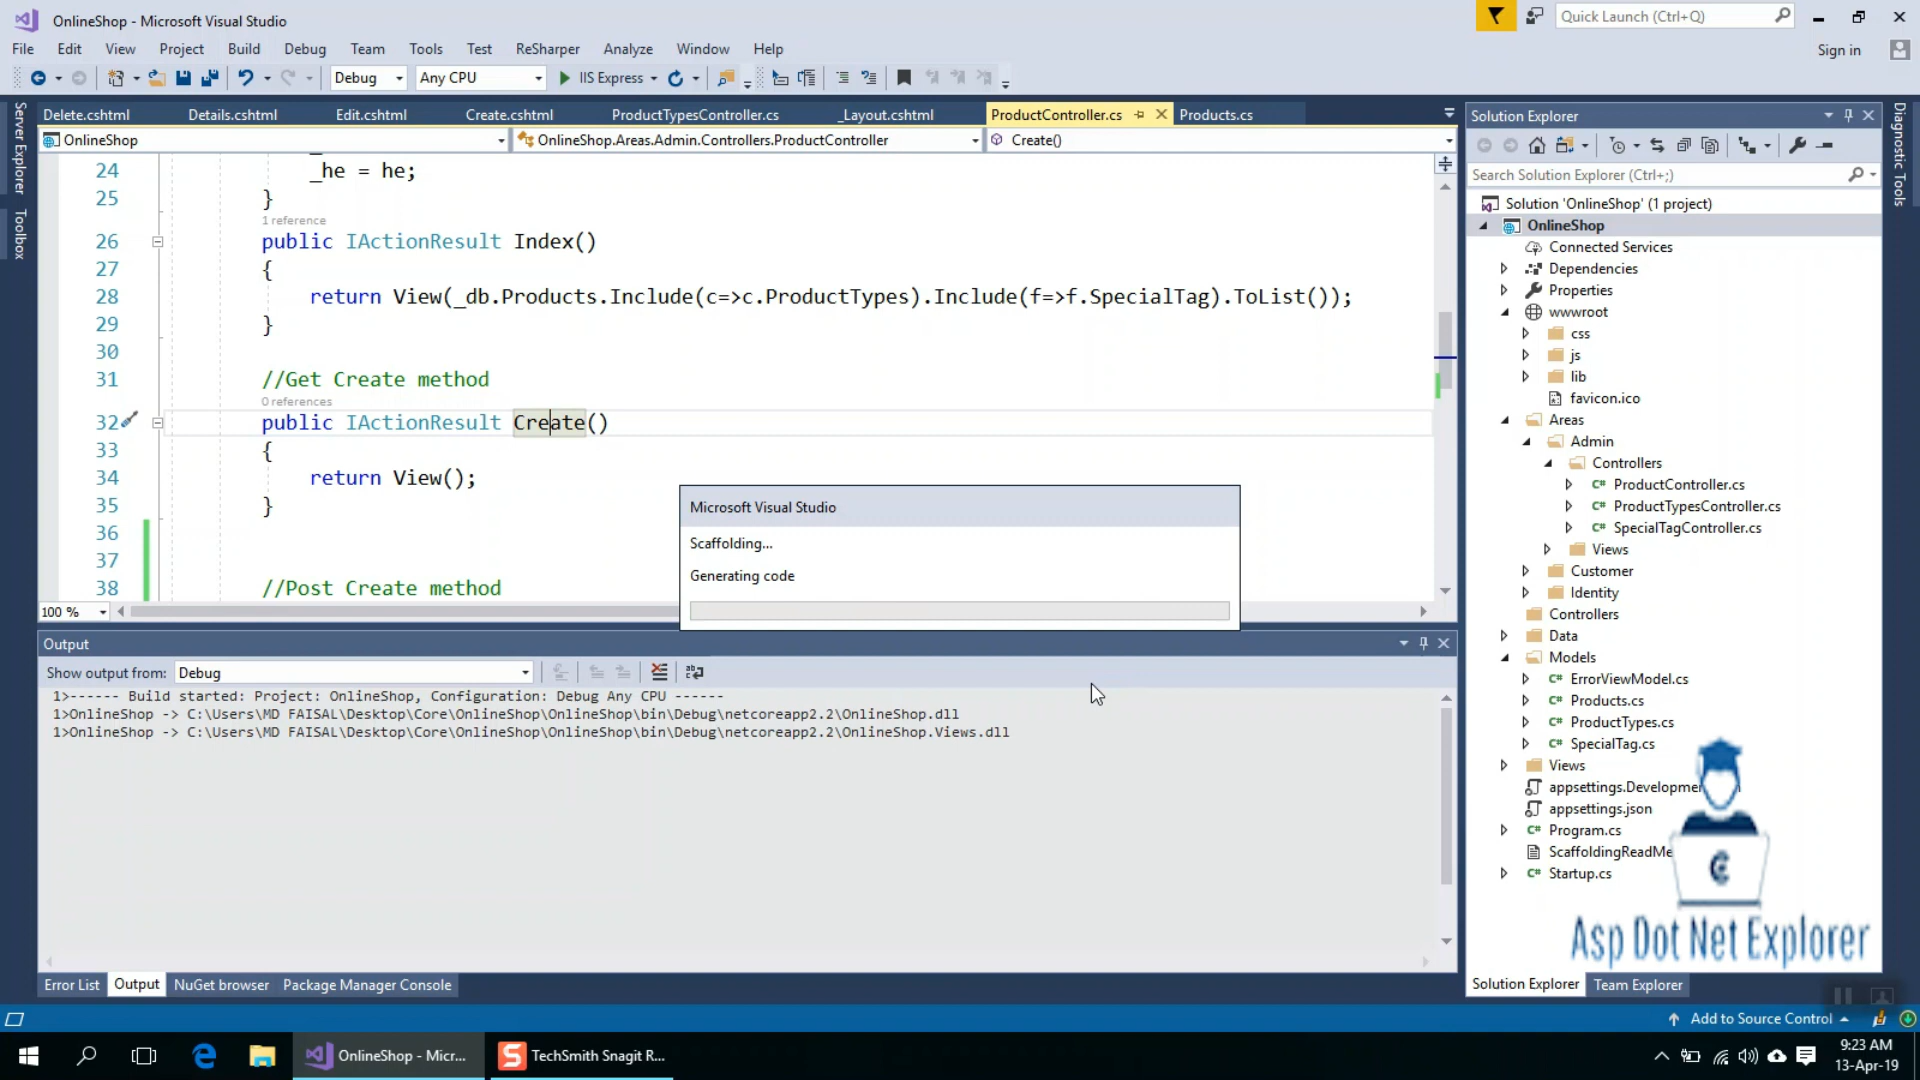 OnlineShop - Microsoft Visual Studio
Quick Launch (Ctrl+Q)
File Edit View Project Build Debug Team Tools Test ReSharper Analyze Window Help
Sign in
Debug Any CPU IIS Express
Server Explorer
Toolbox
Delete.cshtml Details.cshtml Edit.cshtml Create.cshtml ProductTypesController.cs _Layout.cshtml ProductController.cs Products.cs
OnlineShop OnlineShop.Areas.Admin.Controllers.ProductController Create()
24 _he = he;
25 }
1 reference
26 public IActionResult Index()
27 {
28 return View(_db.Products.Include(c=>c.ProductTypes).Include(f=>f.SpecialTag).ToList());
29 }
30
31 //Get Create method
0 references
32 public IActionResult Create()
33 {
34 return View();
35 }
36
37
38 //Post Create method
100 %
Microsoft Visual Studio
Scaffolding...
Generating code
Output
Show output from: Debug
1>------ Build started: Project: OnlineShop, Configuration: Debug Any CPU ------
1>OnlineShop -> C:\Users\MD FAISAL\Desktop\Core\OnlineShop\OnlineShop\bin\Debug\netcoreapp2.2\OnlineShop.dll
1>OnlineShop -> C:\Users\MD FAISAL\Desktop\Core\OnlineShop\OnlineShop\bin\Debug\netcoreapp2.2\OnlineShop.Views.dll
Error List Output NuGet browser Package Manager Console
Solution Explorer
Search Solution Explorer (Ctrl+;)
Solution 'OnlineShop' (1 project)
OnlineShop
Connected Services
Dependencies
Properties
wwwroot
css
js
lib
favicon.ico
Areas
Admin
Controllers
ProductController.cs
ProductTypesController.cs
SpecialTagController.cs
Views
Customer
Identity
Controllers
Data
Models
ErrorViewModel.cs
Products.cs
ProductTypes.cs
SpecialTag.cs
Views
appsettings.Developmen
appsettings.json
Program.cs
ScaffoldingReadMe
Startup.cs
Asp Dot Net Explorer
Solution Explorer Team Explorer
Diagnostic Tools
Add to Source Control
OnlineShop - Micr...
TechSmith Snagit R...
9:23 AM
13-Apr-19